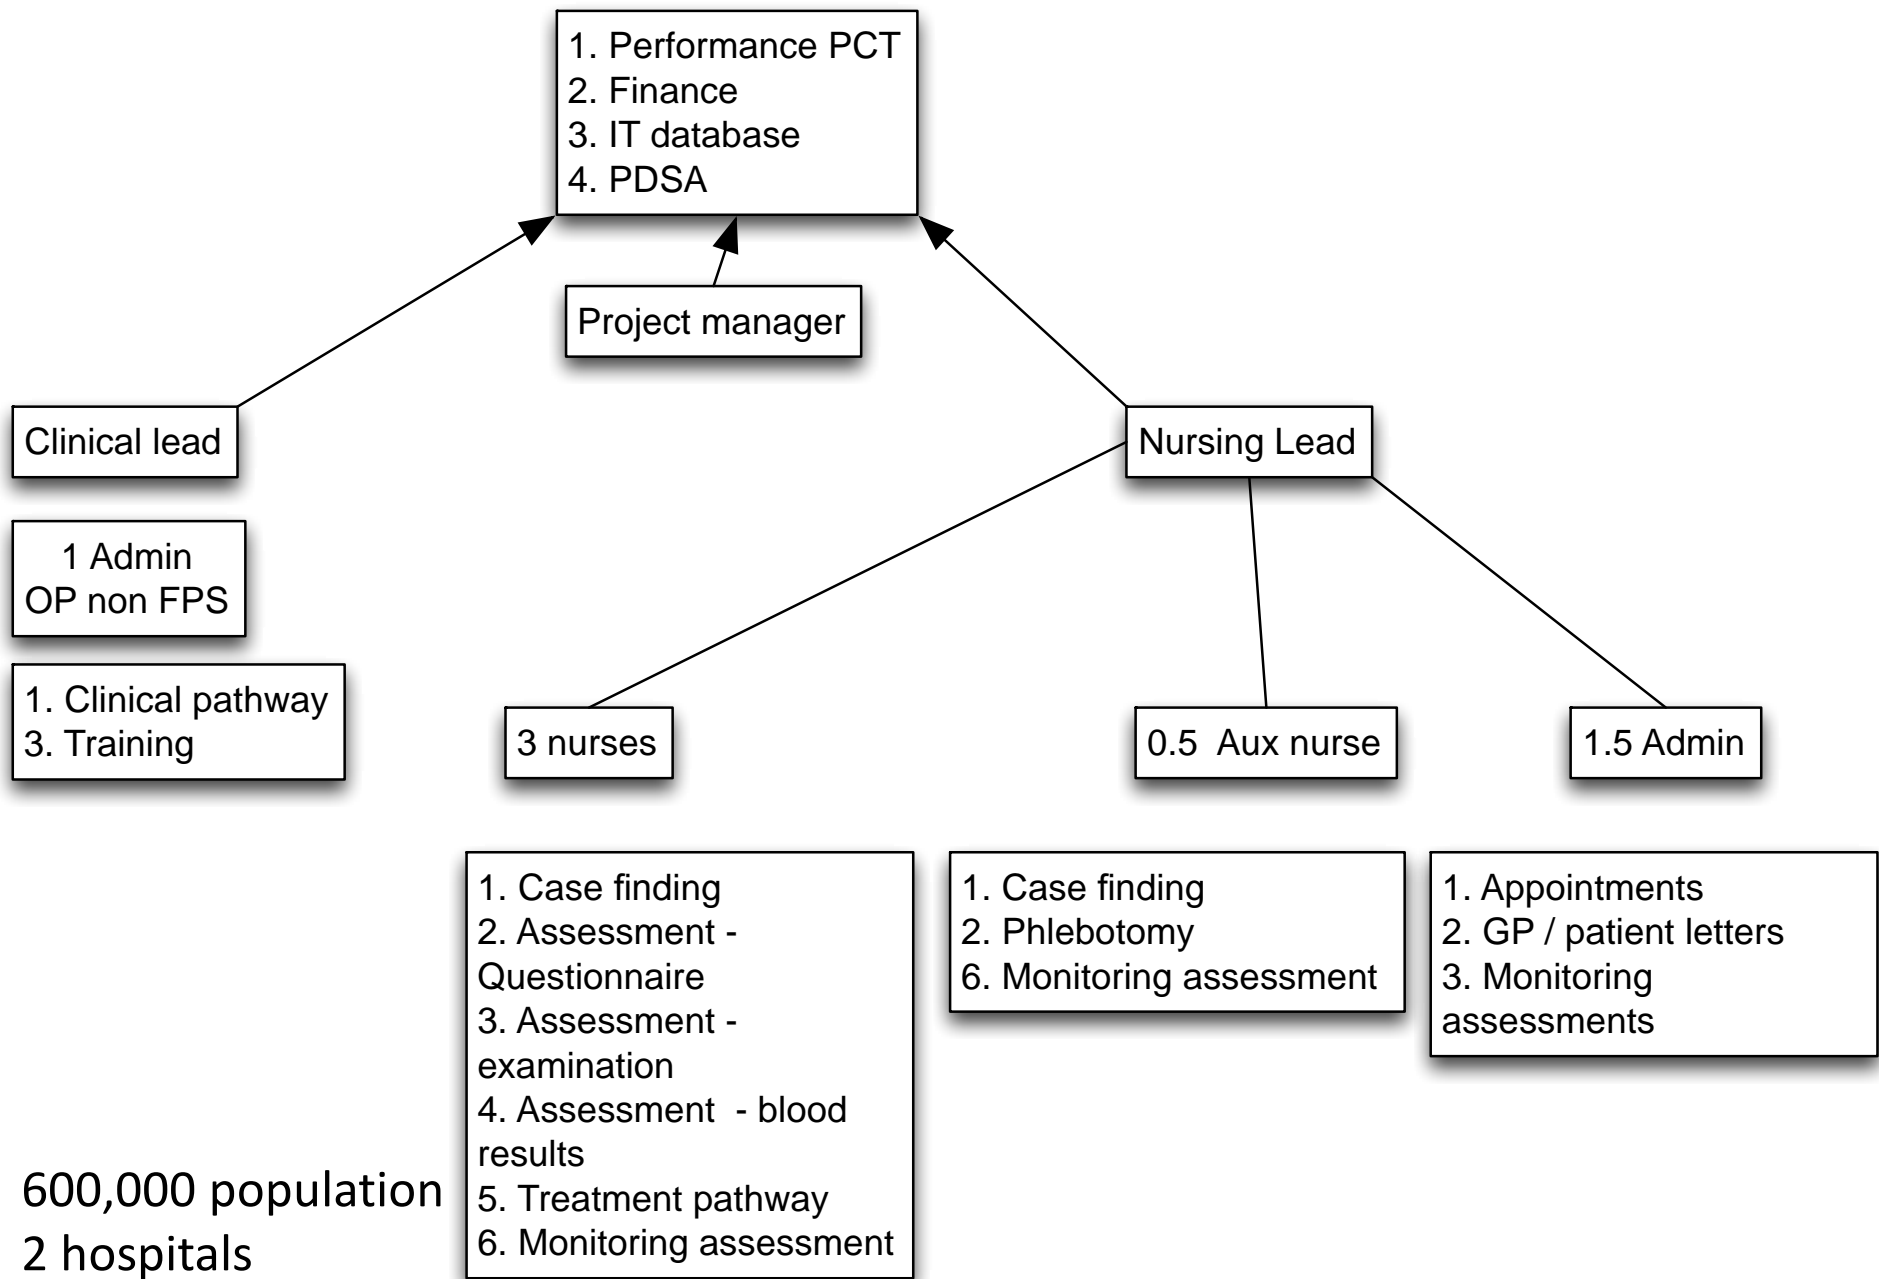 1. Performance PCT
2. Finance
3. IT database
4. PDSA
Project manager
Clinical lead
Nursing Lead
1 Admin
OP non FPS
1. Clinical pathway
3. Training
3 nurses
0.5 Aux nurse
1.5 Admin
1. Case finding
2. Assessment -
Questionnaire
3. Assessment -
examination
4. Assessment - blood
results
5. Treatment pathway
6. Monitoring assessment
1. Case finding
2. Phlebotomy
6. Monitoring assessment
1. Appointments
2. GP / patient letters
3. Monitoring
assessments
600,000 population
2 hospitals